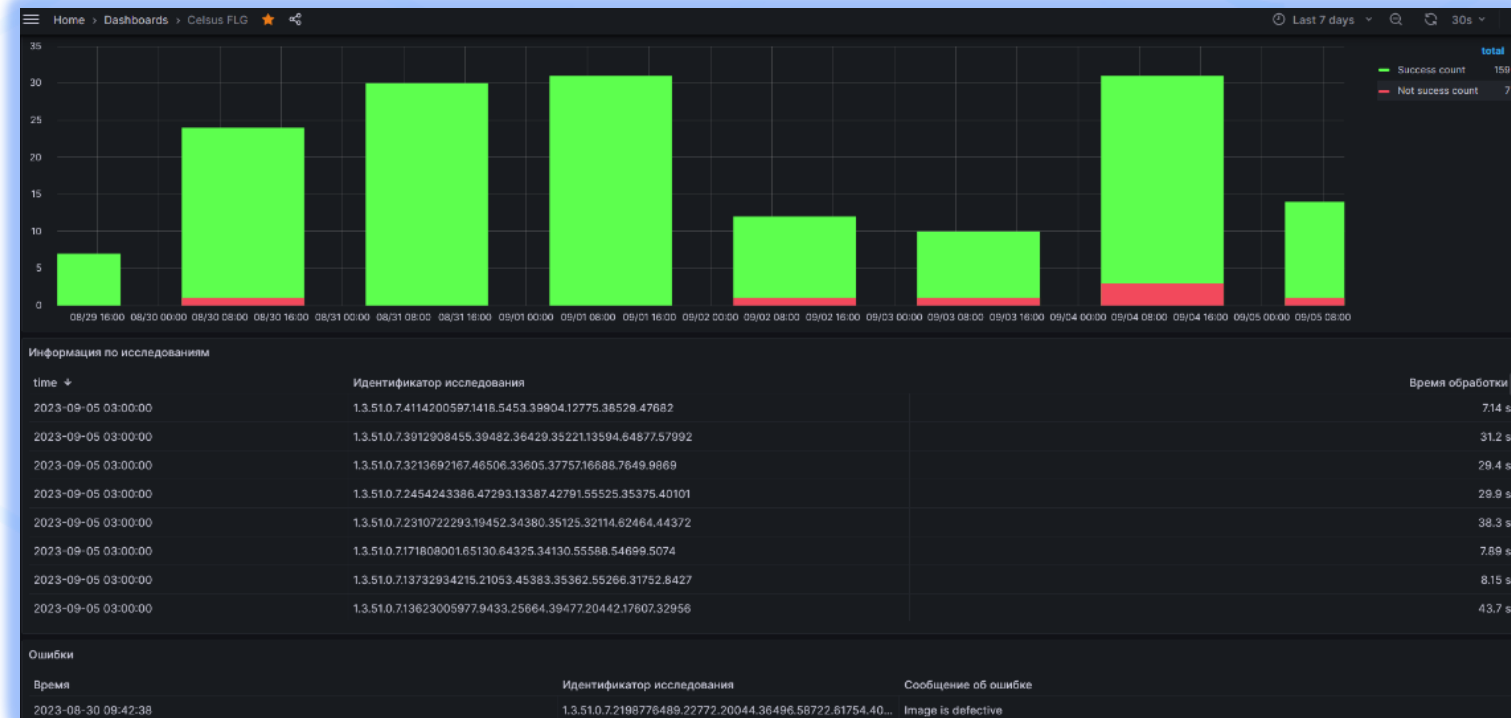 Home › Dashboards › Celsus FLG Last 7 days 30s
35
30
25
20
15
10
5
0
08/29 16:00 08/30 00:00 08/30 08:00 08/30 16:00 08/31 00:00 08/31 08:00 08/31 16:00 09/01 00:00 09/01 08:00 09/01 16:00 09/02 00:00 09/02 08:00 09/02 16:00 09/03 00:00 09/03 08:00 09/03 16:00 09/04 00:00 09/04 08:00 09/04 16:00 09/05 00:00 09/05 08:00
total
Success count 159
Not sucess count 7
Информация по исследованиям
time Идентификатор исследования Время обработки
2023-09-05 03:00:00 1.3.51.0.7.4114200597.1418.5453.39904.12775.38529.47682 7.14 s
2023-09-05 03:00:00 1.3.51.0.7.3912908455.39482.36429.35221.13594.64877.57992 31.2 s
2023-09-05 03:00:00 1.3.51.0.7.3213692167.46506.33605.37757.16688.7649.9869 29.4 s
2023-09-05 03:00:00 1.3.51.0.7.2454243386.47293.13387.42791.55525.35375.40101 29.9 s
2023-09-05 03:00:00 1.3.51.0.7.2310722293.19452.34380.35125.32114.62464.44372 38.3 s
2023-09-05 03:00:00 1.3.51.0.7.171808001.65130.64325.34130.55588.54699.5074 7.89 s
2023-09-05 03:00:00 1.3.51.0.7.13732934215.21053.45383.35362.55266.31752.8427 8.15 s
2023-09-05 03:00:00 1.3.51.0.7.13623005977.9433.25664.39477.20442.17607.32956 43.7 s
Ошибки
Время Идентификатор исследования Сообщение об ошибке
2023-08-30 09:42:38 1.3.51.0.7.2198776489.22772.20044.36496.58722.61754.40... Image is defective